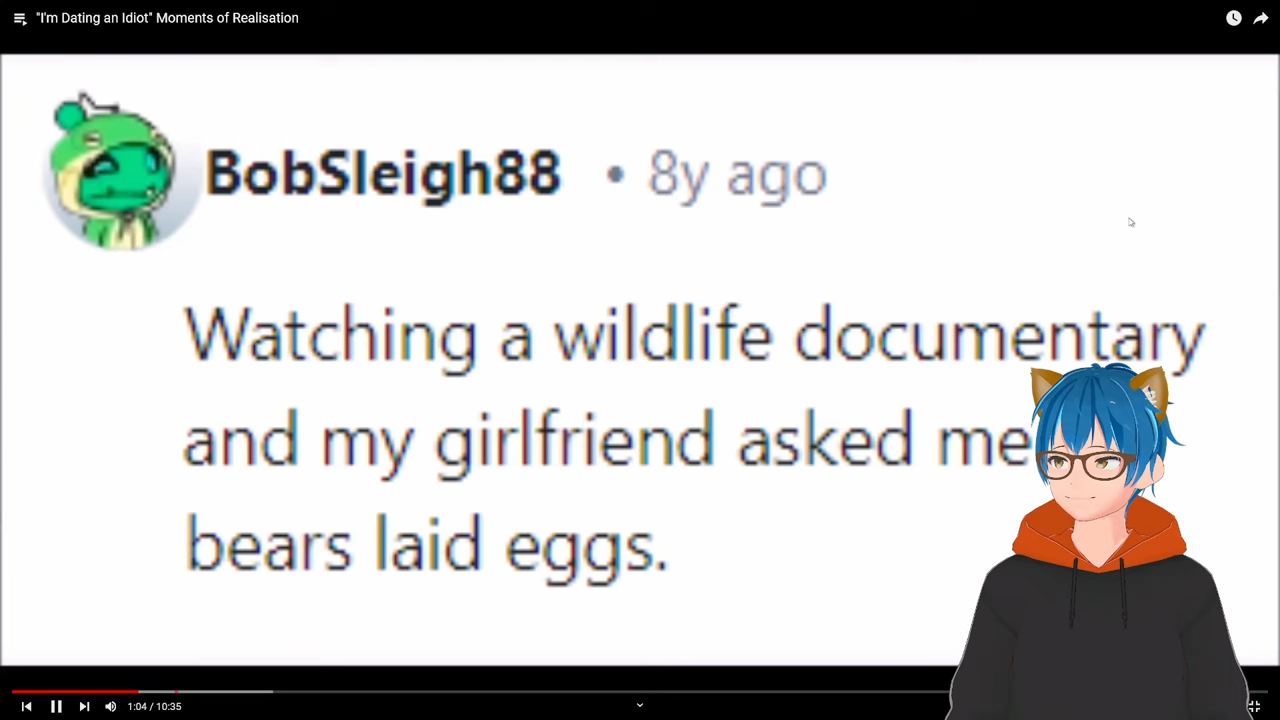 "I'm Dating an Idiot" Moments of Realisation
BobSleigh88 • 8y ago
Watching a wildlife documentary
and my girlfriend asked me
bears laid eggs.
1:04 / 10:35